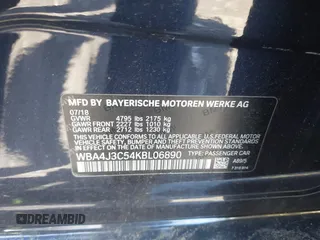 MFD BY BAYERISCHE MOTOREN WERKE AG
07/18
GVWR 4795 lbs 2175 kg
GAWR FRONT 2227 lbs 1010 kg
GAWR REAR 2712 lbs 1230 kg
THIS VEHICLE CONFORMS TO ALL APPLICABLE FEDERAL
MOTOR VEHICLE SAFETY, BUMPER AND THEFT
PREVENTION STANDARDS IN EFFECT ON THE DATE OF
MANUFACTURE SHOWN ABOVE.
WBA4J3C54KBL06890 TYPE: PASSENGER CAR
A89/5
DREAMBID